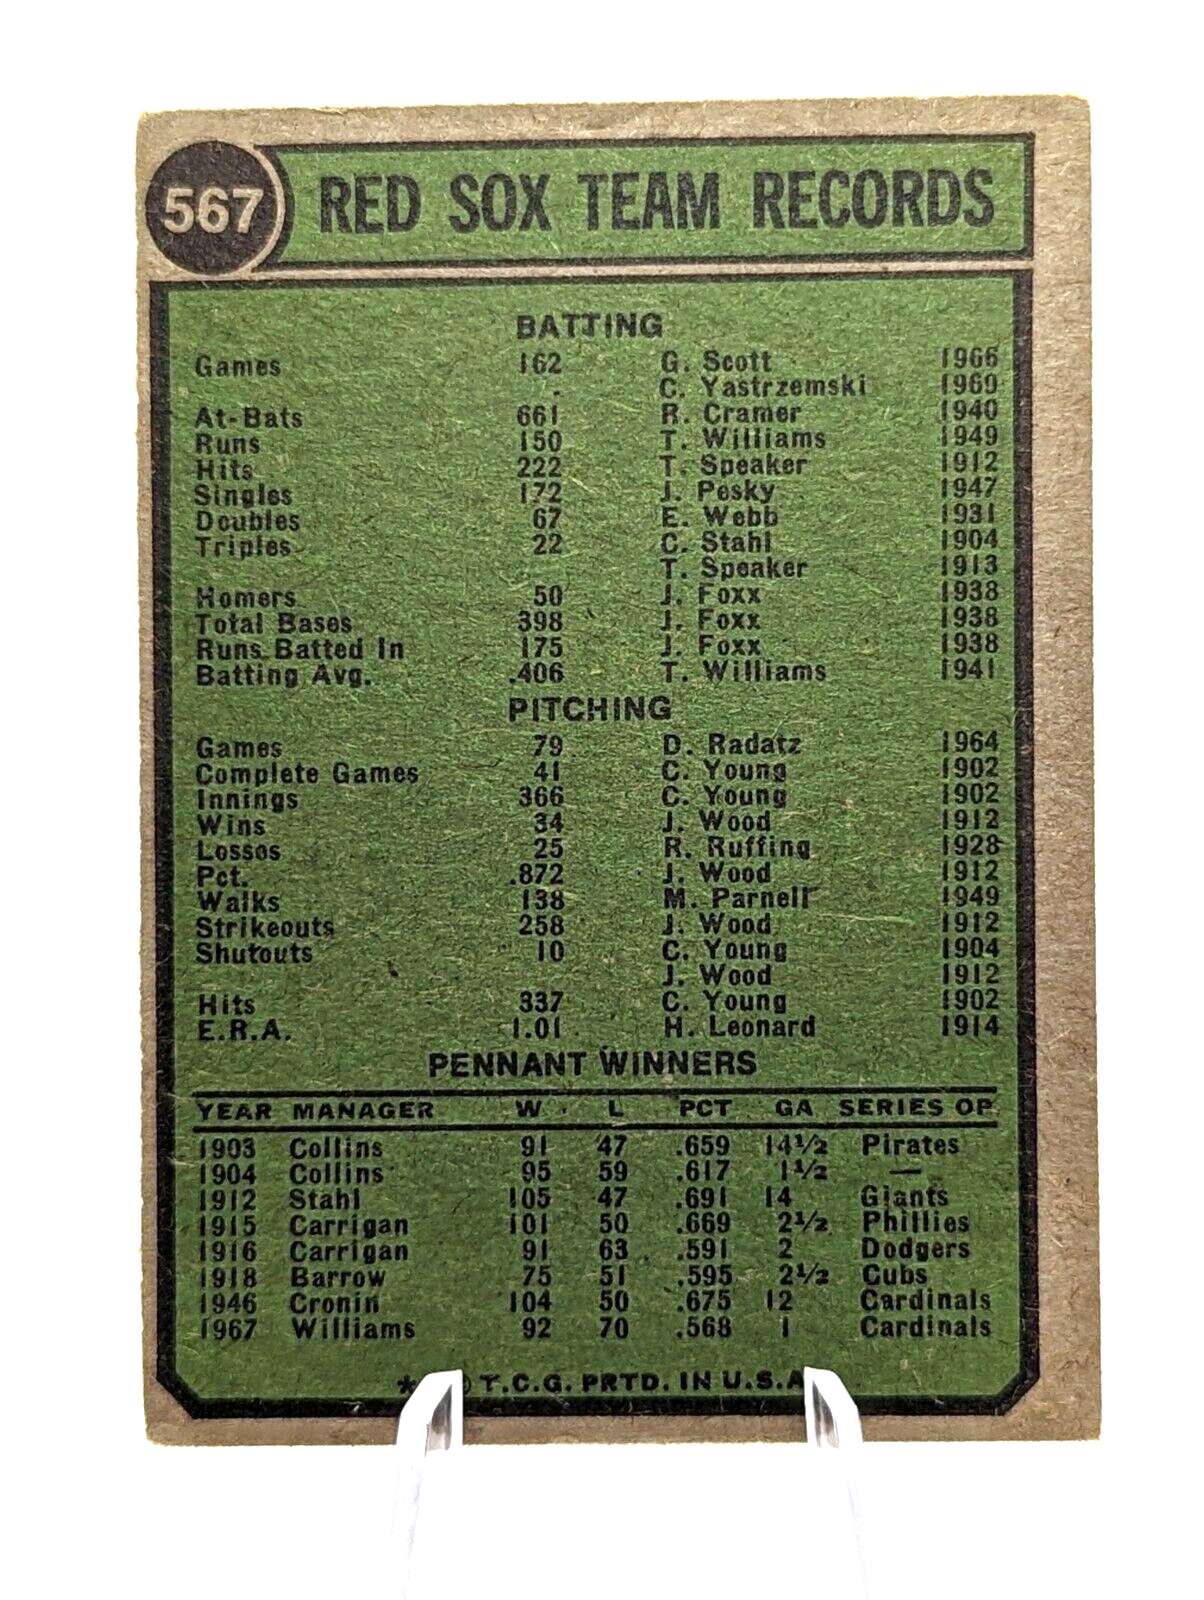 567 RED SOX TEAM RECORDS
BATTING
Games 162 G. Scott 1966
C. Yastrzemski 1969
At-Bats 661 R. Cramer 1940
Runs 150 T. Williams 1949
Hits 222 T. Speaker 1912
Singles 172 J. Pesky 1947
Doubles 67 E. Webb 1931
Triples 22 C. Stahl 1904
T. Speaker 1913
Homers 50 J. Foxx 1938
Total Bases 398 J. Foxx 1938
Runs Batted In 175 J. Foxx 1938
Batting Avg. .406 T. Williams 1941
PITCHING
Games 79 D. Radatz 1964
Complete Games 41 C. Young 1902
Innings 366 C. Young 1902
Wins 34 J. Wood 1912
Losses 25 R. Ruffing 1928
Pct. .872 J. Wood 1912
Walks 138 M. Parnell 1949
Strikeouts 258 J. Wood 1912
Shutouts 10 C. Young 1904
J. Wood 1912
Hits 337 C. Young 1902
E.R.A. 1.01 H. Leonard 1914
PENNANT WINNERS
YEAR MANAGER W L PCT GA SERIES OP.
1903 Collins 91 47 .659 14½ Pirates
1904 Collins 95 59 .617 1½ —
1912 Stahl 105 47 .691 14 Giants
1915 Carrigan 101 50 .669 2½ Phillies
1916 Carrigan 91 63 .591 2 Dodgers
1918 Barrow 75 51 .595 2½ Cubs
1946 Cronin 104 50 .675 12 Cardinals
1967 Williams 92 70 .568 1 Cardinals
* T.C.G. PRTD. IN U.S.A.